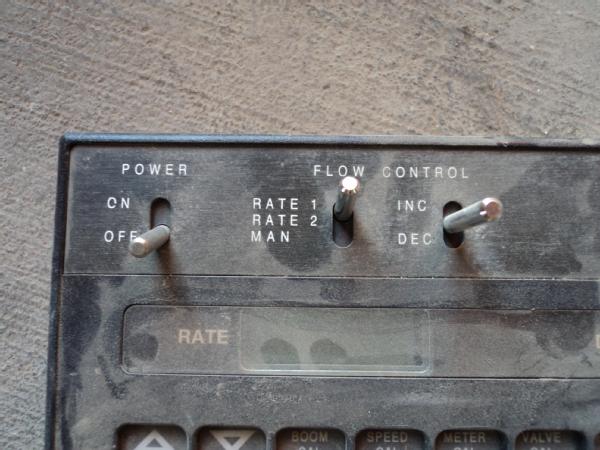 POWER
FLOW CONTROL
ON
OFF
RATE 1
RATE 2
MAN
INC
DEC
RATE
BOOM
SPEED
METER
VALVE